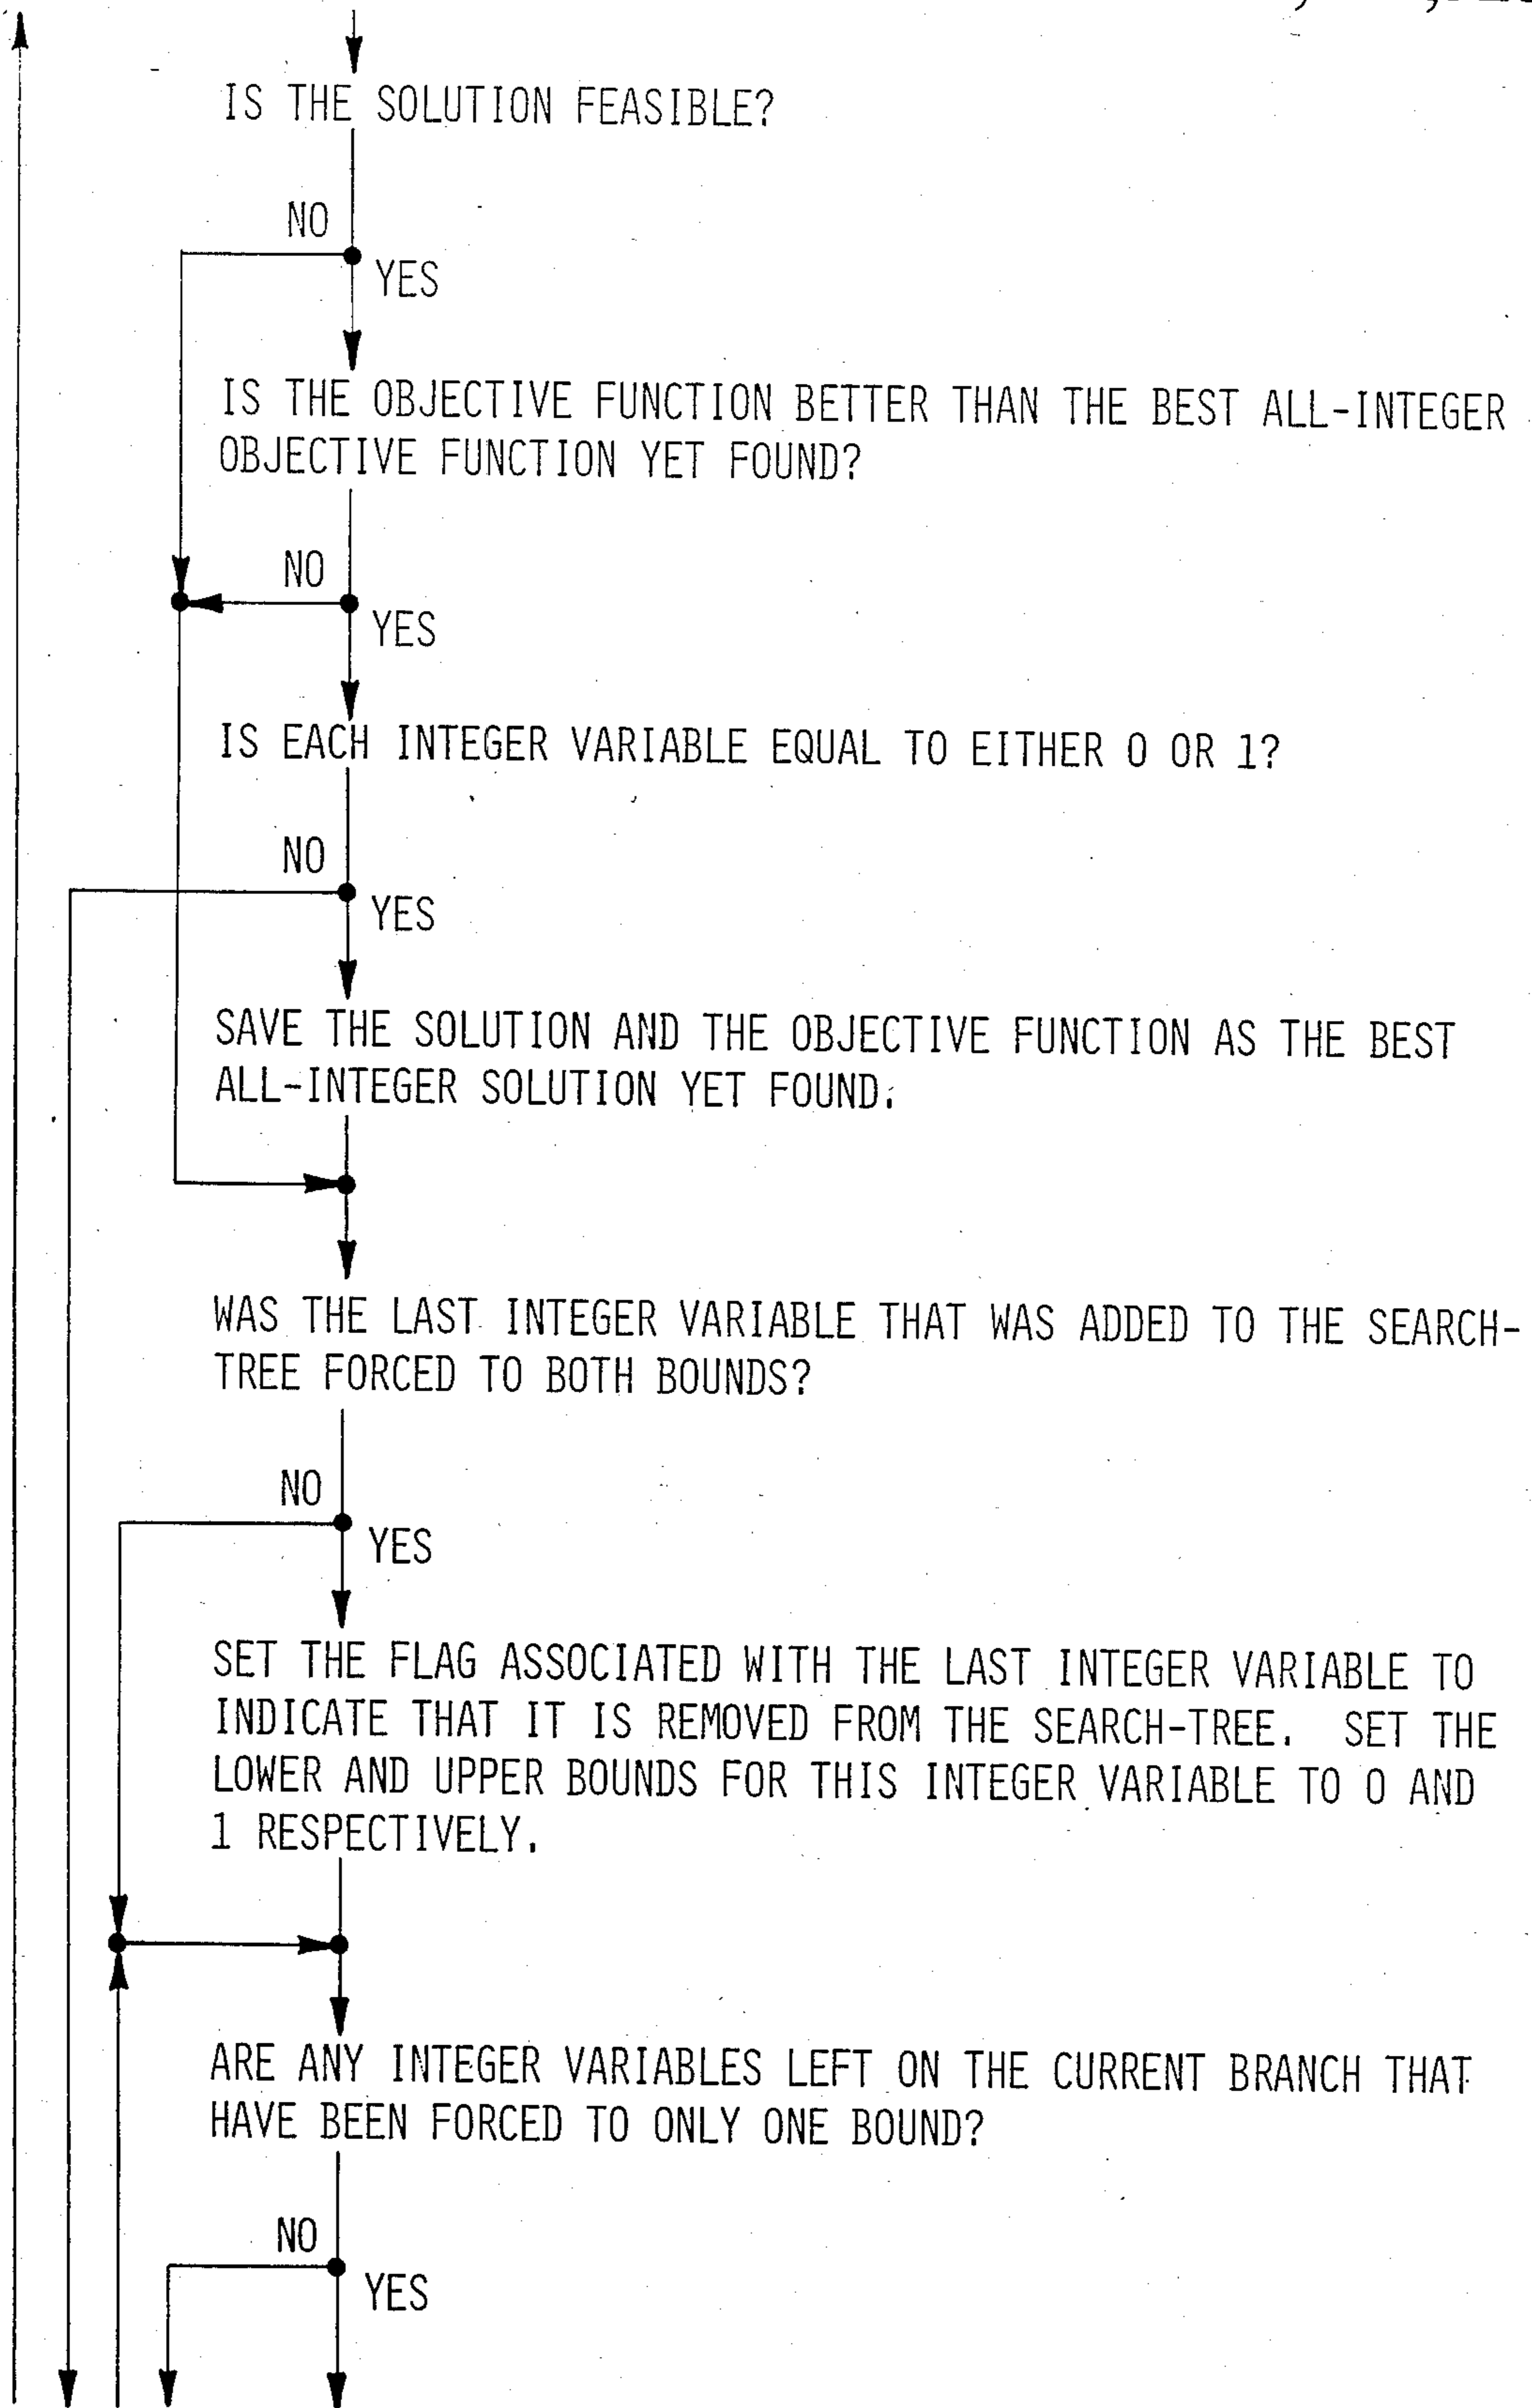 IS THE SOLUTION FEASIBLE?
NO
YES
IS THE OBJECTIVE FUNCTION BETTER THAN THE BEST ALL-INTEGER
OBJECTIVE FUNCTION YET FOUND?
NO
YES
IS EACH INTEGER VARIABLE EQUAL TO EITHER 0 OR 1?
NO
YES
SAVE THE SOLUTION AND THE OBJECTIVE FUNCTION AS THE BEST
ALL-INTEGER SOLUTION YET FOUND.
WAS THE LAST INTEGER VARIABLE THAT WAS ADDED TO THE SEARCH-
TREE FORCED TO BOTH BOUNDS?
NO
YES
SET THE FLAG ASSOCIATED WITH THE LAST INTEGER VARIABLE TO
INDICATE THAT IT IS REMOVED FROM THE SEARCH-TREE. SET THE
LOWER AND UPPER BOUNDS FOR THIS INTEGER VARIABLE TO 0 AND
1 RESPECTIVELY.
ARE ANY INTEGER VARIABLES LEFT ON THE CURRENT BRANCH THAT
HAVE BEEN FORCED TO ONLY ONE BOUND?
NO
YES